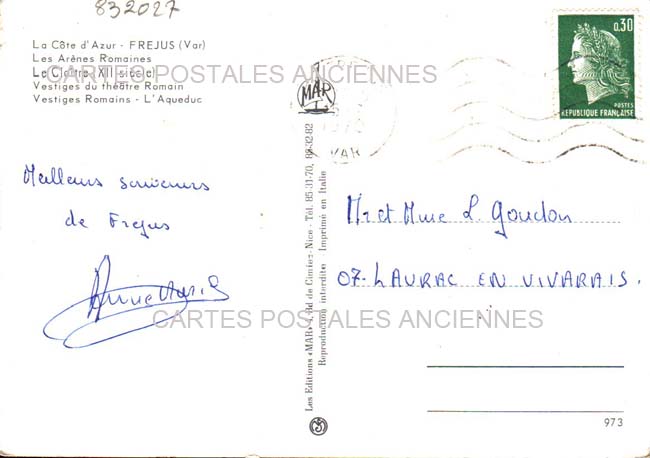 832027
La Côte d'Azur - FREJUS (Var)
Les Arènes Romaines
Le Cloître (XII siècle)
Vestiges du théâtre Romain
Vestiges Romains - L'Aqueduc
CARTES POSTALES ANCIENNES
MAR
VAR
0,30
POSTES
REPUBLIQUE FRANÇAISE
Meilleurs souvenirs
de Frejus
Mr et Mme L. Goudon
07. LAURAC EN VIVARAIS.
CARTES POSTALES ANCIENNES
Les Editions «MAR» 4, Bd de Cimiez - Nice - Tél. 85-31-70, 88-32-82
Reproduction interdite Imprimé en Italie
973